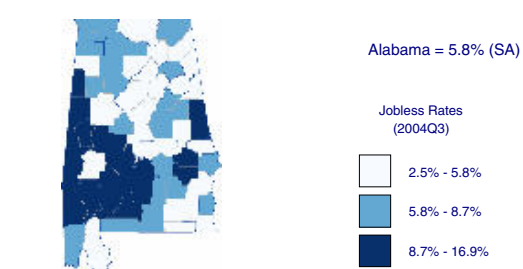 Alabama = 5.8% (SA)
Jobless Rates
(2004Q3)
2.5% - 5.8%
5.8% - 8.7%
8.7% - 16.9%